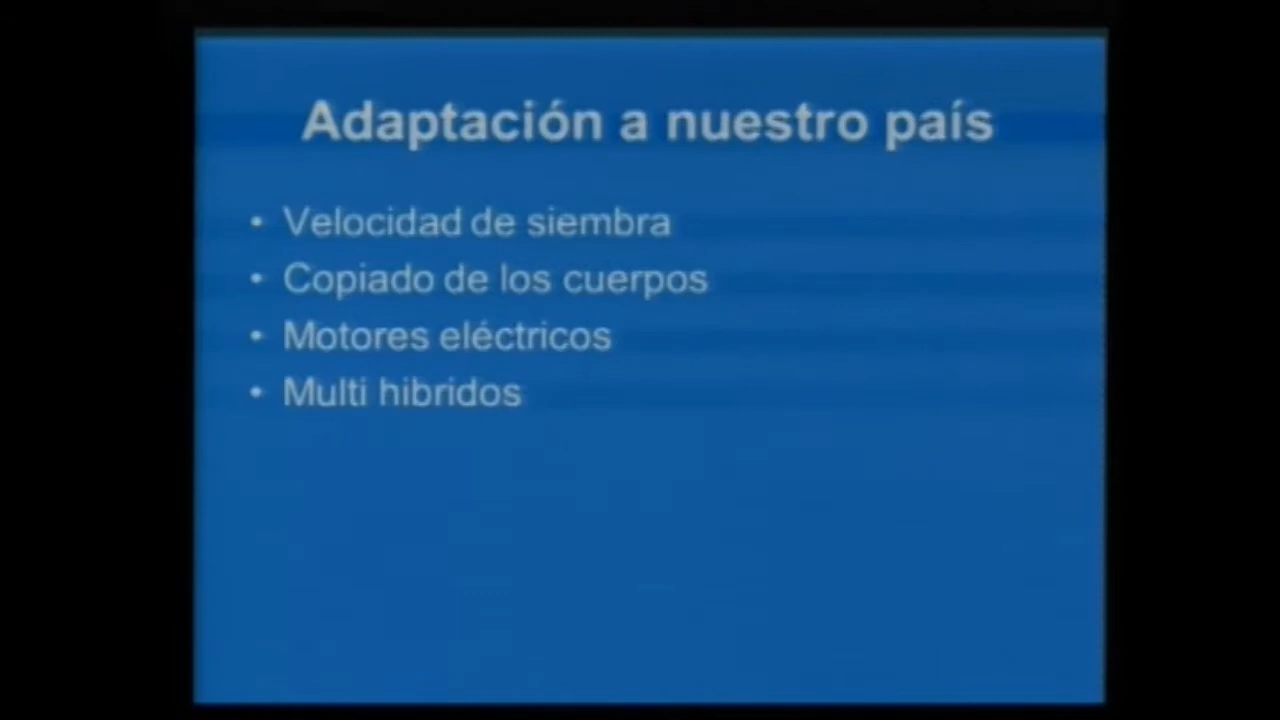 Adaptación a nuestro país
• Velocidad de siembra
• Copiado de los cuerpos
• Motores eléctricos
• Multi hibridos